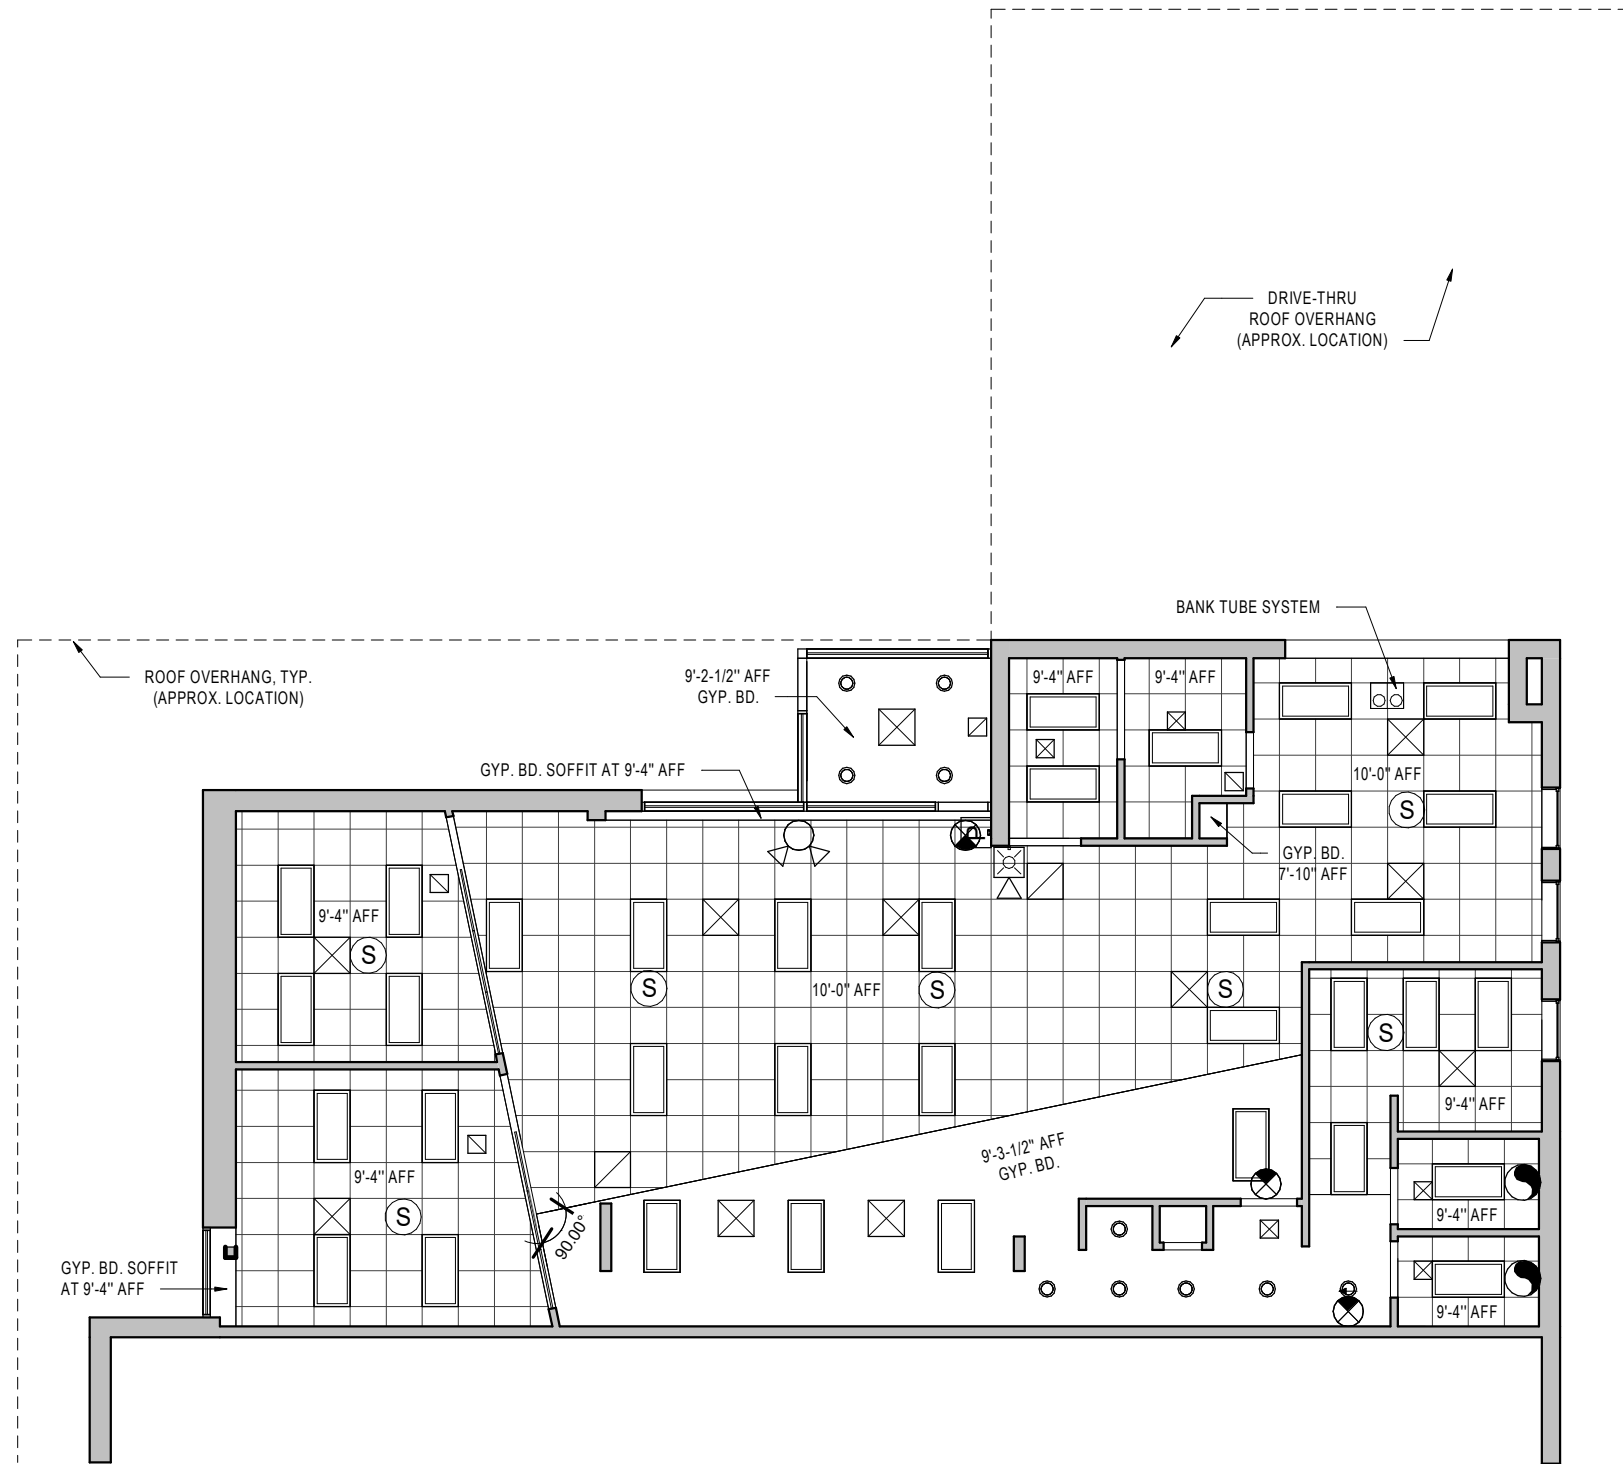 DRIVE-THRU
ROOF OVERHANG
(APPROX. LOCATION)
BANK TUBE SYSTEM
ROOF OVERHANG, TYP.
(APPROX. LOCATION)
9'-2-1/2" AFF
GYP. BD.
9'-4" AFF
9'-4" AFF
GYP. BD. SOFFIT AT 9'-4" AFF
10'-0" AFF
S
GYP. BD.
7'-10" AFF
9'-4" AFF
S
10'-0" AFF
S
S
S
S
9'-4" AFF
9'-3-1/2" AFF
GYP. BD.
9'-4" AFF
S
90.00°
9'-4" AFF
GYP. BD. SOFFIT
AT 9'-4" AFF
9'-4" AFF